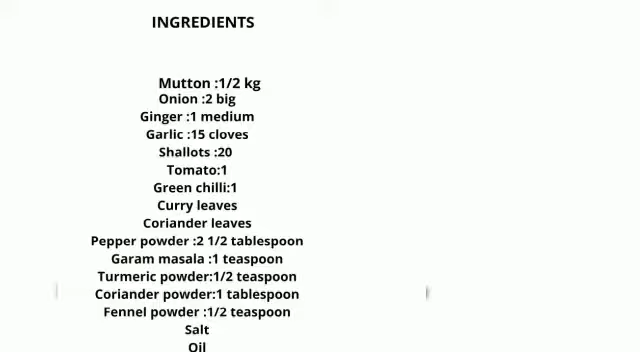 INGREDIENTS
Mutton :1/2 kg
Onion :2 big
Ginger :1 medium
Garlic :15 cloves
Shallots :20
Tomato:1
Green chilli:1
Curry leaves
Coriander leaves
Pepper powder :2 1/2 tablespoon
Garam masala :1 teaspoon
Turmeric powder:1/2 teaspoon
Coriander powder:1 tablespoon
Fennel powder :1/2 teaspoon
Salt
Oil